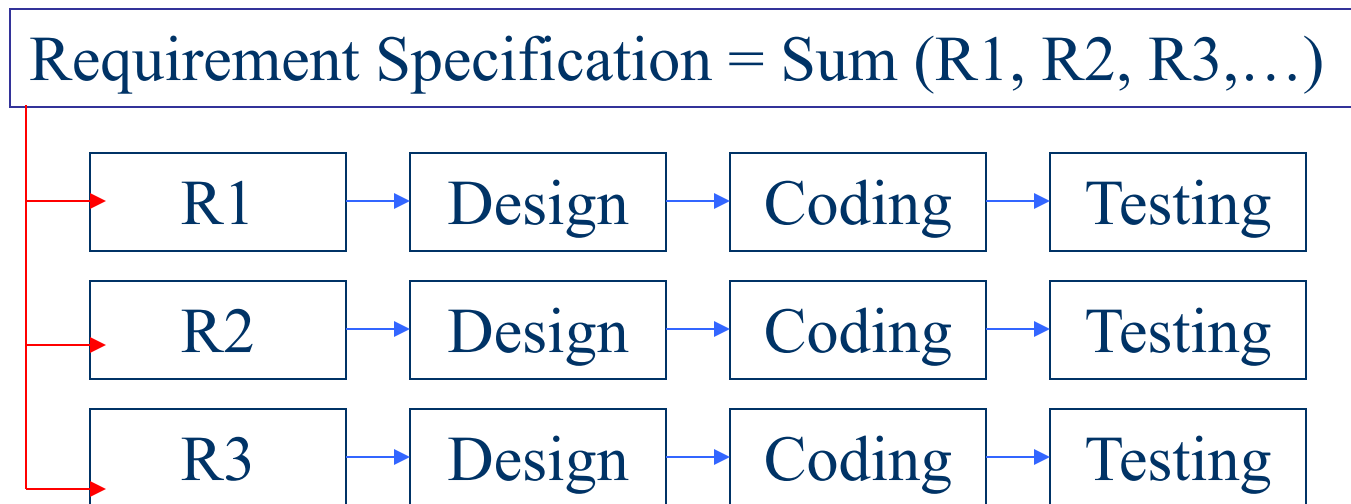 Requirement Specification = Sum (R1, R2, R3,…)
R1 Design Coding Testing
R2 Design Coding Testing
R3 Design Coding Testing